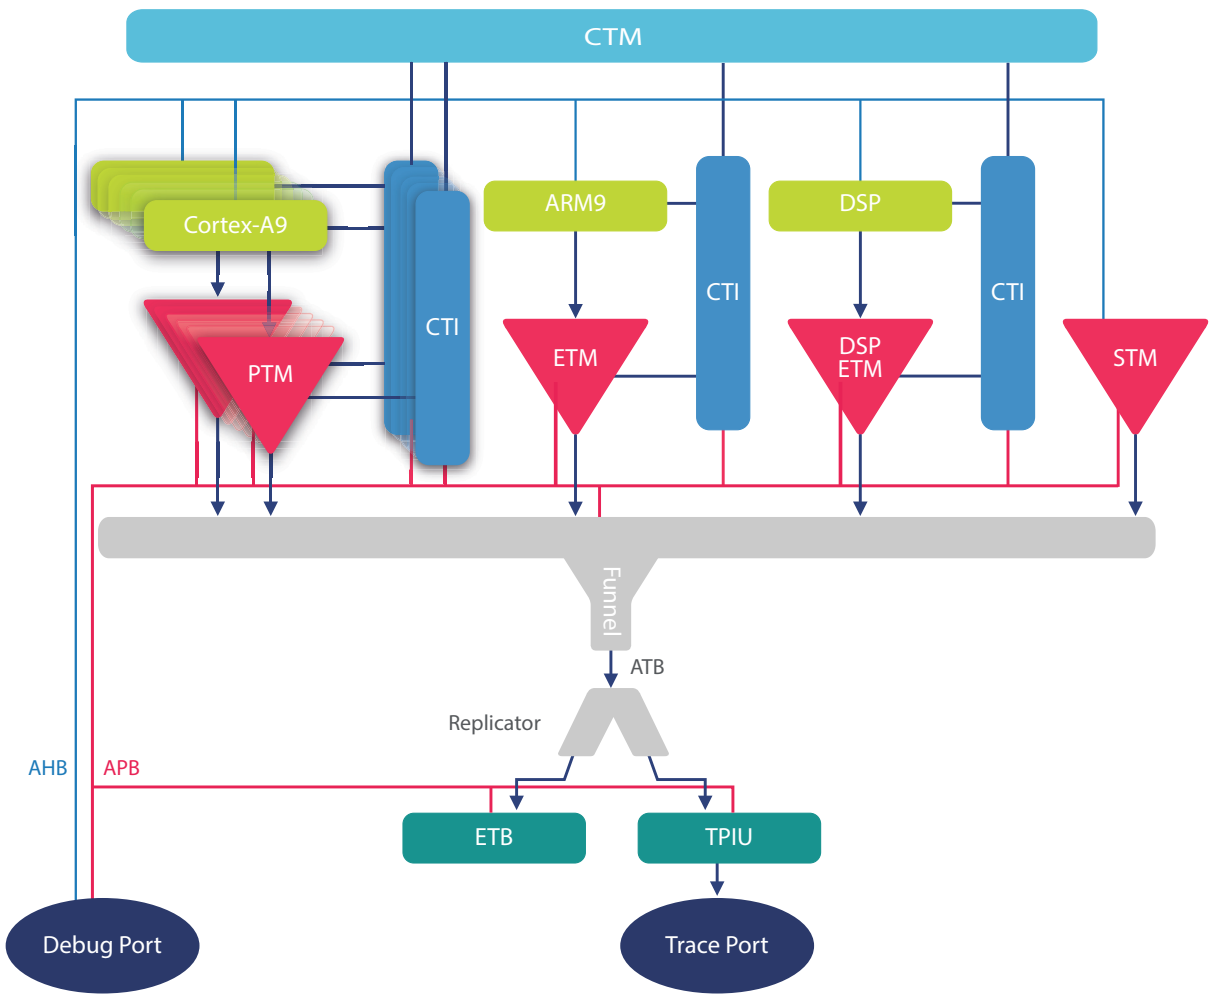 CTM
Cortex-A9
ARM9
DSP
CTI
CTI
CTI
PTM
ETM
DSP
ETM
STM
Funnel
ATB
Replicator
AHB
APB
ETB
TPIU
Debug Port
Trace Port